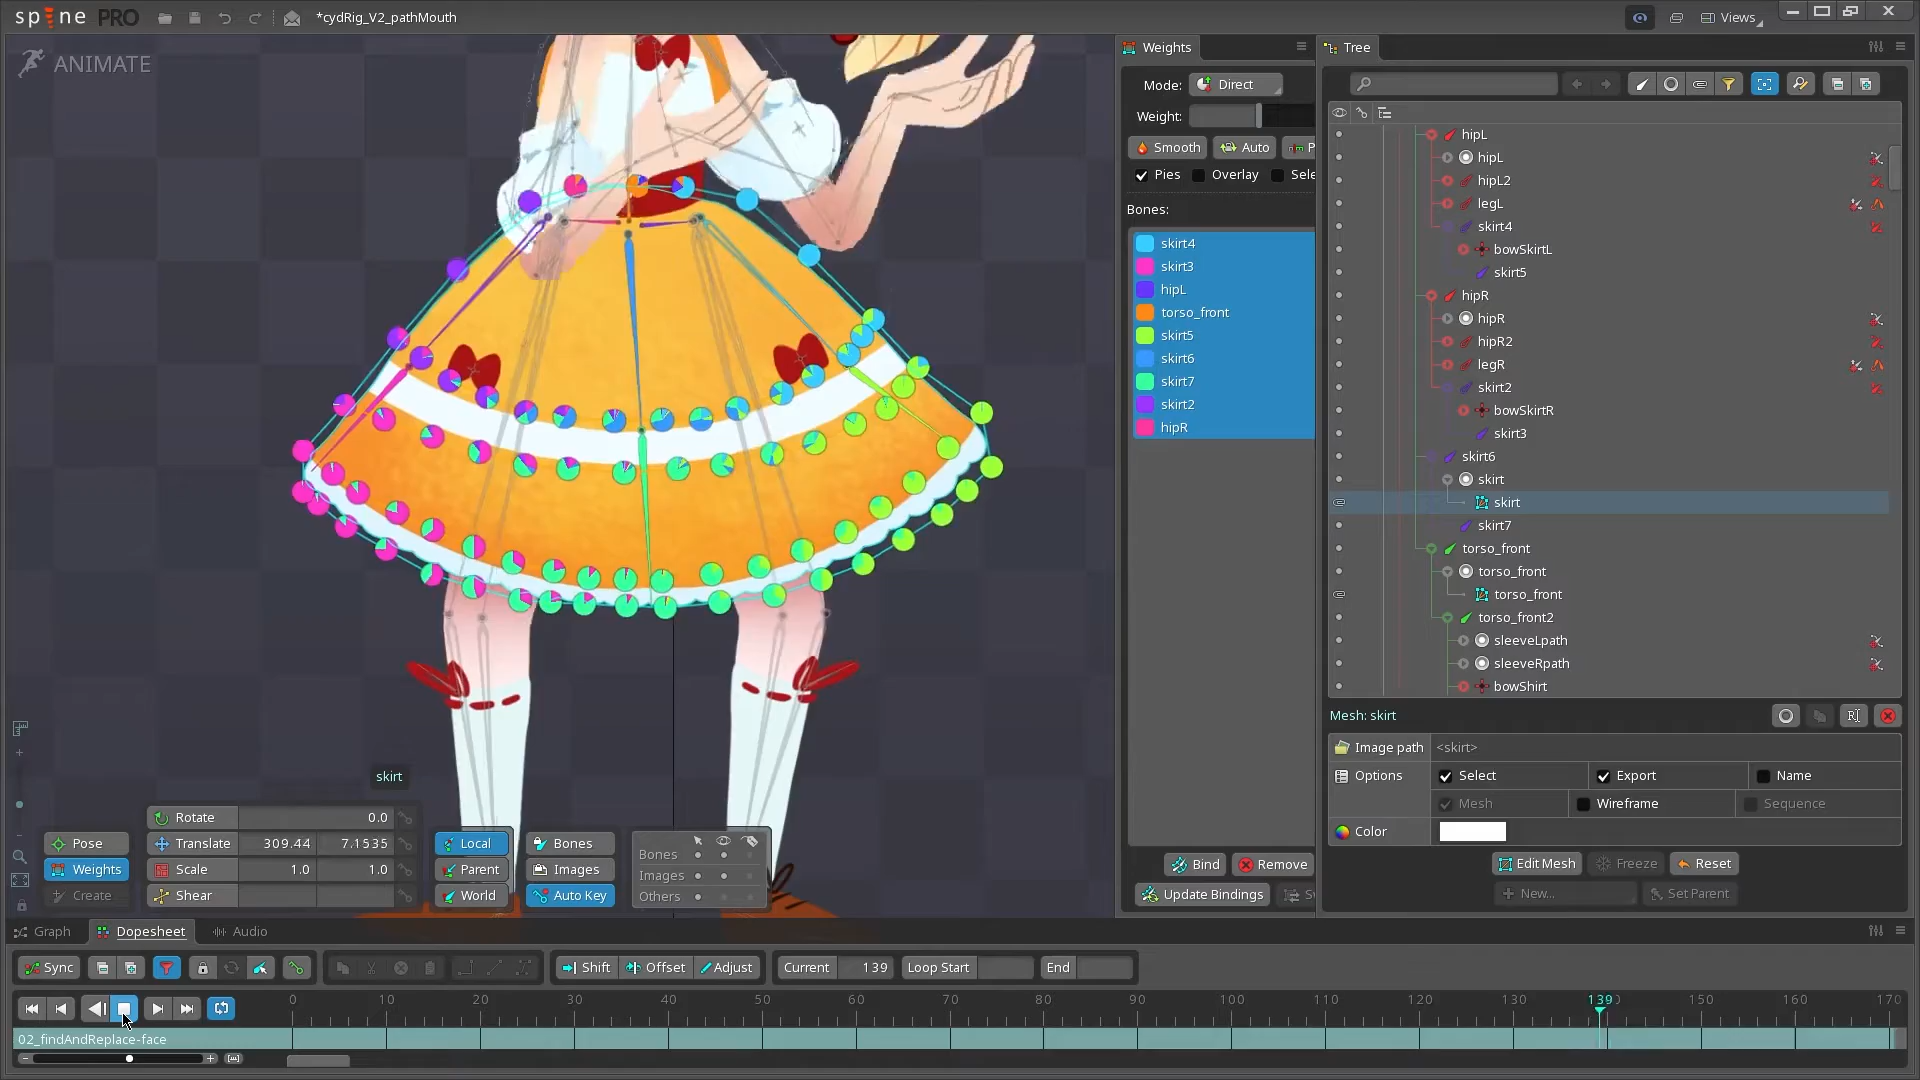 spine PRO
*cydRig_V2_pathMouth
Views
ANIMATE
Weights
Mode: Direct
Weight:
Smooth Auto P
Pies Overlay Sele
Bones:
skirt4
skirt3
hipL
torso_front
skirt5
skirt6
skirt7
skirt2
hipR
Bind Remove
Update Bindings
Tree
hipL
hipL
hipL2
legL
skirt4
bowSkirtL
skirt5
hipR
hipR
hipR2
legR
skirt2
bowSkirtR
skirt3
skirt6
skirt
skirt
skirt7
torso_front
torso_front
torso_front
torso_front2
sleeveLpath
sleeveRpath
bowShirt
Mesh: skirt
Image path <skirt>
Options Select Export Name
Mesh Wireframe Sequence
Color
Edit Mesh Freeze Reset
New... Set Parent
skirt
Pose
Weights
Create
Rotate 0.0
Translate 309.44 7.1535
Scale 1.0 1.0
Shear
Local
Parent
World
Bones
Images
Auto Key
Bones
Images
Others
Graph Dopesheet Audio
Sync Shift Offset Adjust Current 139 Loop Start End
0 10 20 30 40 50 60 70 80 90 100 110 120 130 139 150 160 170
02_findAndReplace-face